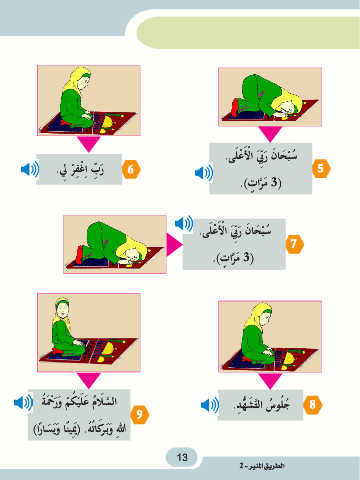 سُبْحَانَ رَبِّيَ الْأَعْلَى.
(3 مَرَّاتٍ).
5
رَبِّ اِغْفِرْ لِي.
6
سُبْحَانَ رَبِّيَ الْأَعْلَى.
(3 مَرَّاتٍ).
7
جُلُوسُ التَّشَهُّدِ.
8
السَّلَامُ عَلَيْكُمْ وَرَحْمَةُ
اللهِ وَبَرَكَاتُهُ. (يَمِينًا وَيَسَارًا)
9
13
الطريق المنير - 2